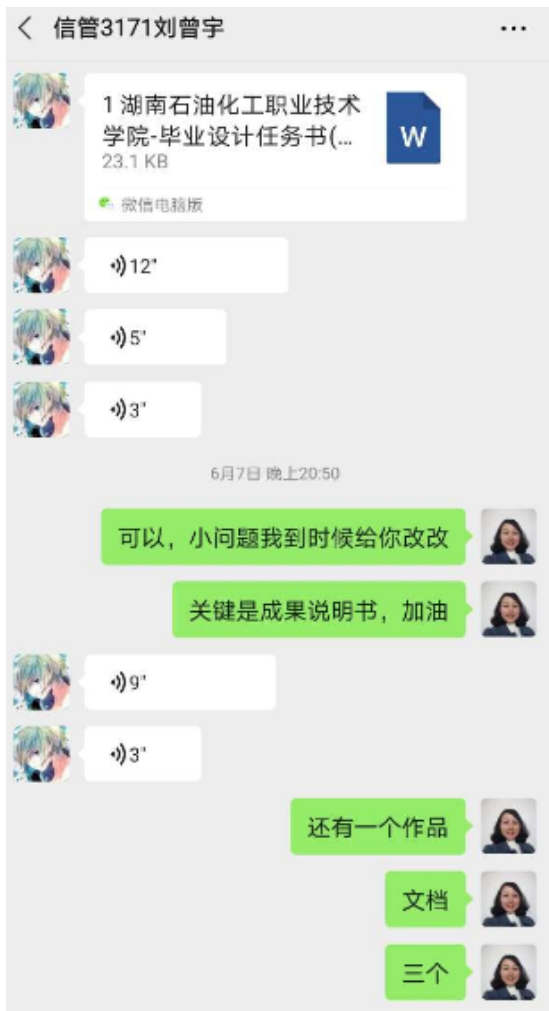 信管3171刘曾宇
1 湖南石油化工职业技术
学院-毕业设计任务书(...
23.1 KB
W
微信电脑版
12"
5"
3"
6月7日 晚上20:50
可以，小问题我到时候给你改改
关键是成果说明书，加油
9"
3"
还有一个作品
文档
三个